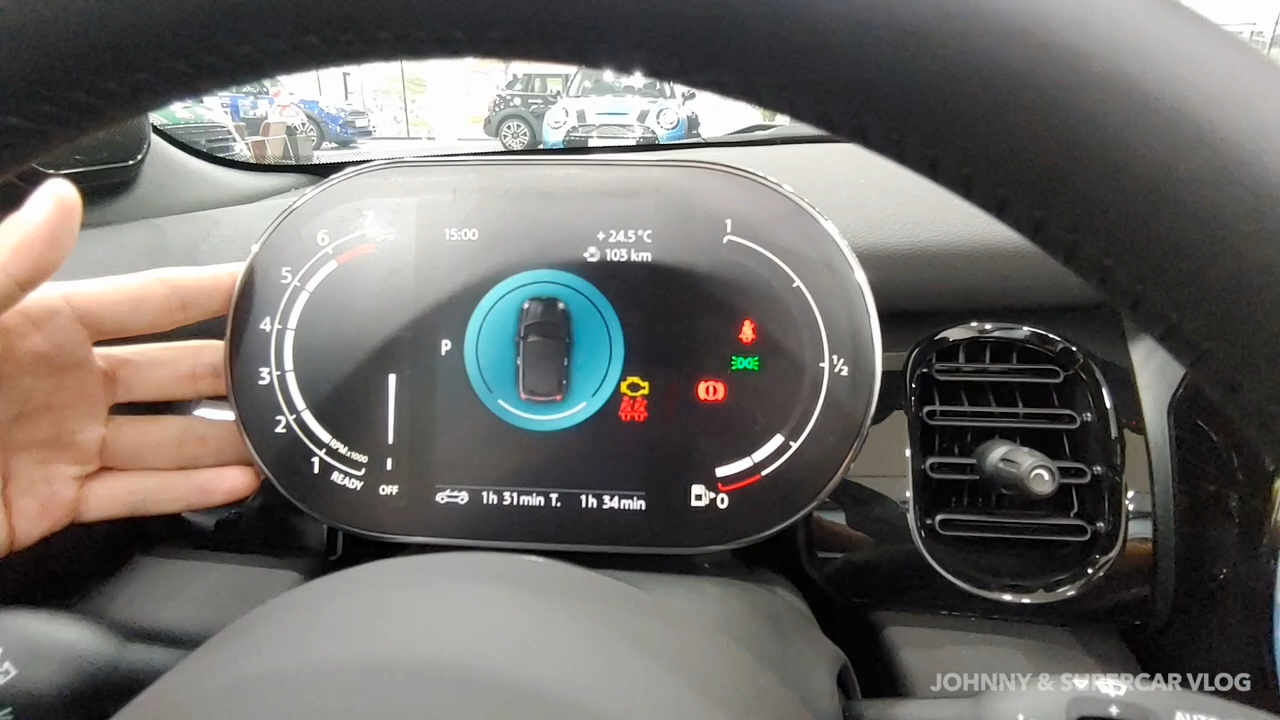 15:00
+ 24.5 °C
103 km
7
6
5
4
3
2
1
RPM x1000
READY
OFF
P
1
½
0
1h 31min T. 1h 34min
JOHNNY & SUPERCAR VLOG